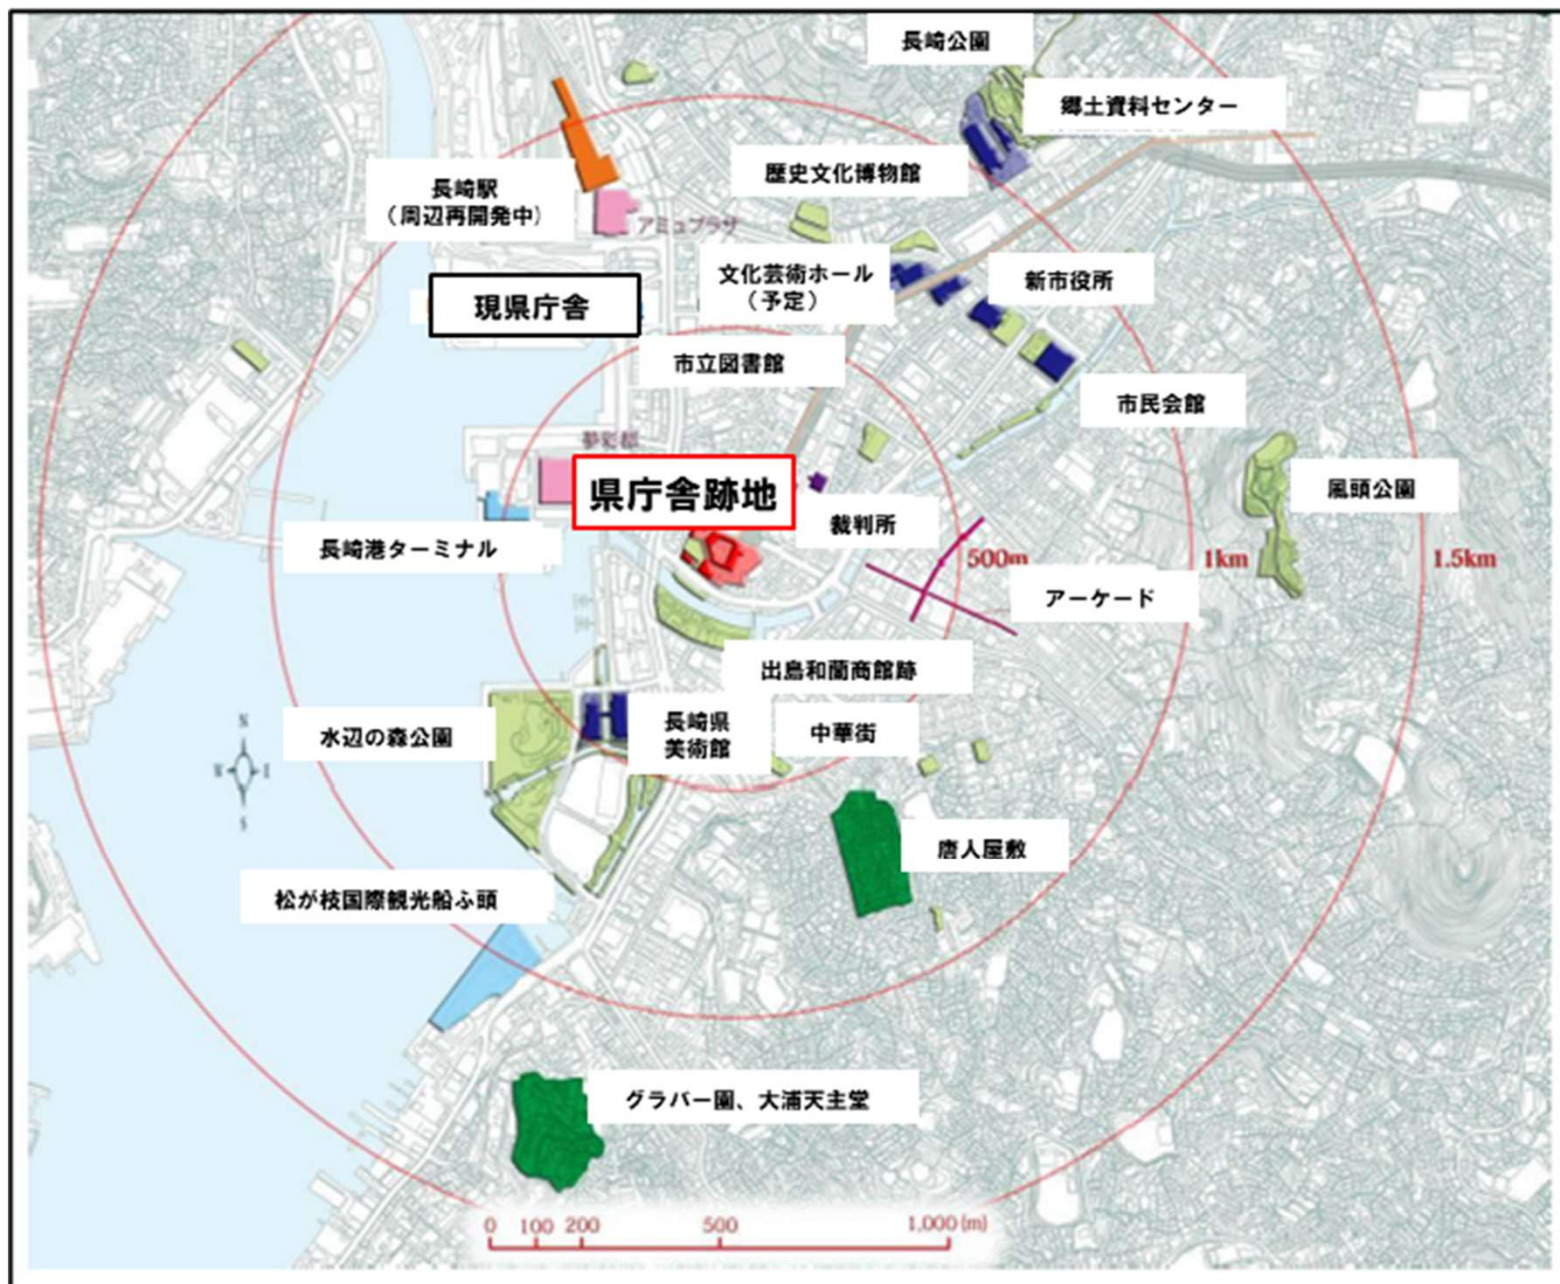 長崎公園
郷土資料センター
歴史文化博物館
長崎駅
（周辺再開発中）
アミュプラザ
文化芸術ホール
（予定）
新市役所
現県庁舎
市立図書館
市民会館
夢彩都
県庁舎跡地
風頭公園
裁判所
長崎港ターミナル
500m
1km
1.5km
アーケード
出島和蘭商館跡
水辺の森公園
長崎県
美術館
中華街
N
W
S
唐人屋敷
松が枝国際観光船ふ頭
グラバー園、大浦天主堂
0 100 200 500 1,000 (m)